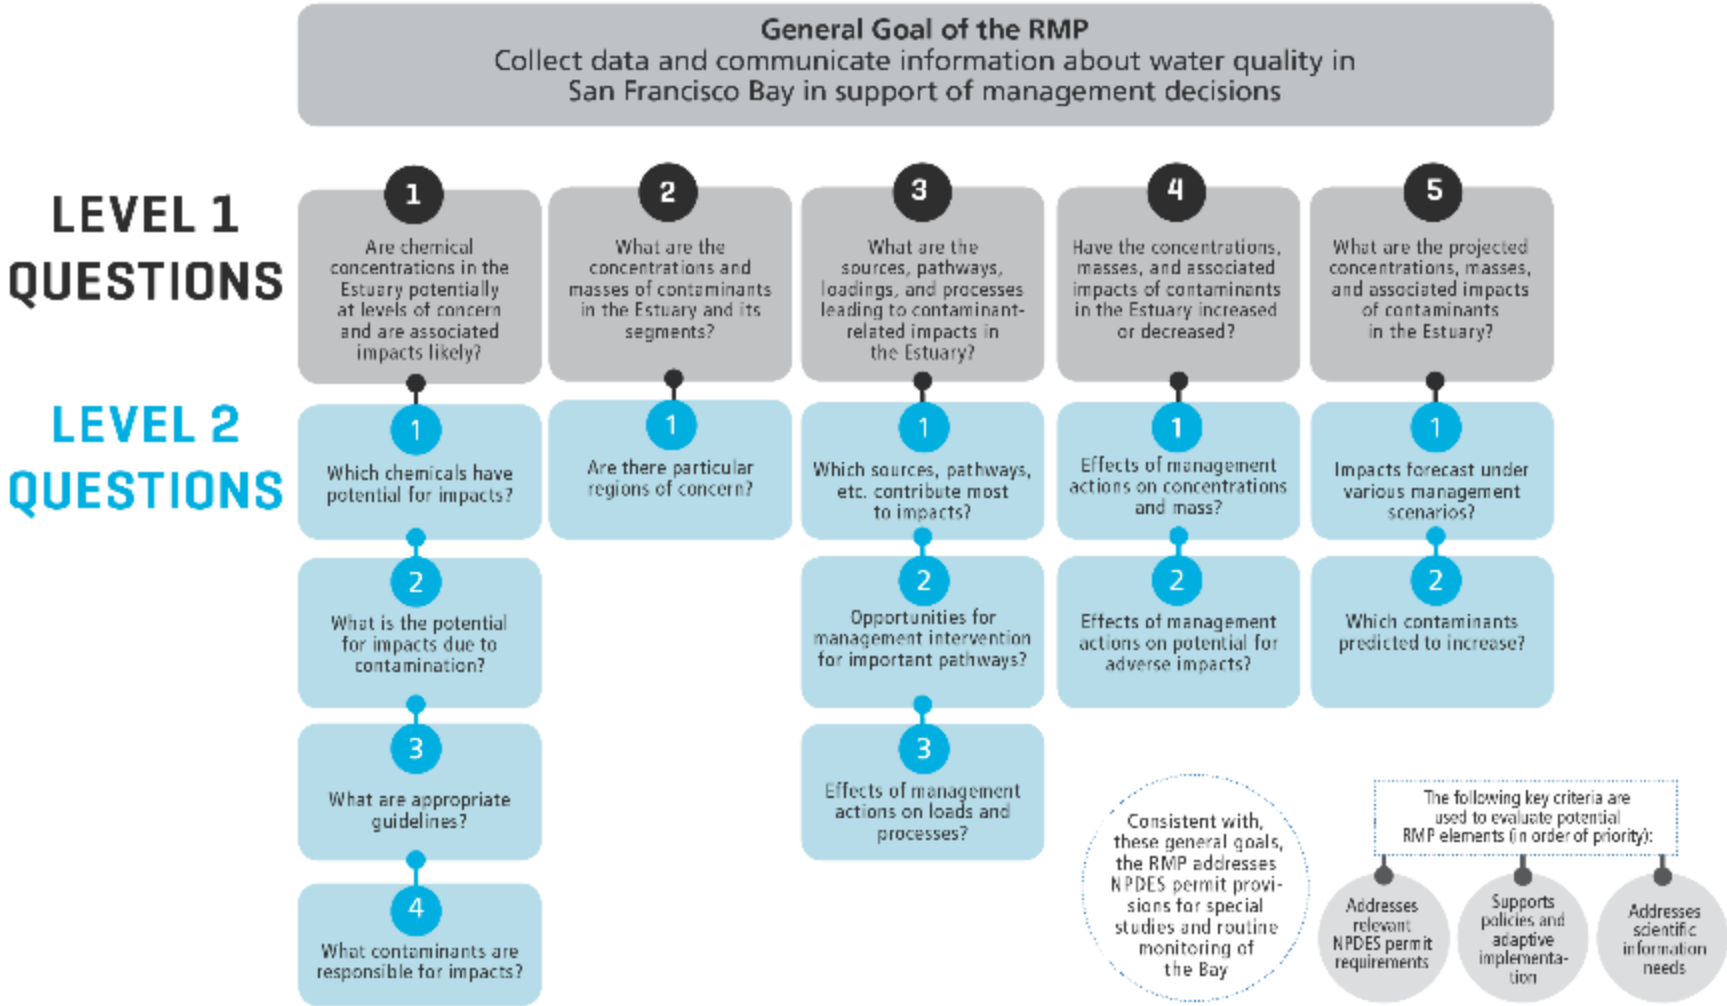 General Goal of the RMP
Collect data and communicate information about water quality in
San Francisco Bay in support of management decisions
LEVEL 1
QUESTIONS
1
Are chemical
concentrations in the
Estuary potentially
at levels of concern
and are associated
impacts likely?
2
What are the
concentrations and
masses of contaminants
in the Estuary and its
segments?
3
What are the
sources, pathways,
loadings, and processes
leading to contaminant-
related impacts in
the Estuary?
4
Have the concentrations,
masses, and associated
impacts of contaminants
in the Estuary increased
or decreased?
5
What are the projected
concentrations, masses,
and associated impacts
of contaminants
in the Estuary?
LEVEL 2
QUESTIONS
1
Which chemicals have
potential for impacts?
1
Are there particular
regions of concern?
1
Which sources, pathways,
etc. contribute most
to impacts?
1
Effects of management
actions on concentrations
and mass?
1
Impacts forecast under
various management
scenarios?
2
What is the potential
for impacts due to
contamination?
2
Opportunities for
management intervention
for important pathways?
2
Effects of management
actions on potential for
adverse impacts?
2
Which contaminants
predicted to increase?
3
What are appropriate
guidelines?
3
Effects of management
actions on loads and
processes?
4
What contaminants are
responsible for impacts?
Consistent with,
these general goals,
the RMP addresses
NPDES permit provi-
sions for special
studies and routine
monitoring of
the Bay
The following key criteria are
used to evaluate potential
RMP elements (in order of priority):
Addresses
relevant
NPDES permit
requirements
Supports
policies and
adaptive
implementa-
tion
Addresses
scientific
information
needs